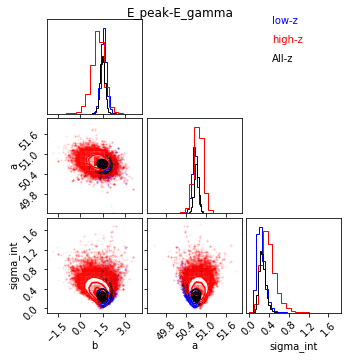 E_peak-E_gamma
low-z
high-z
All-z
a
51.6
51.0
50.4
49.8
sigma_int
1.6
1.2
0.8
0.4
0.0
-1.5 0.0 1.5 3.0
b
49.8 50.4 51.0 51.6
a
0.0 0.4 0.8 1.2 1.6
sigma_int